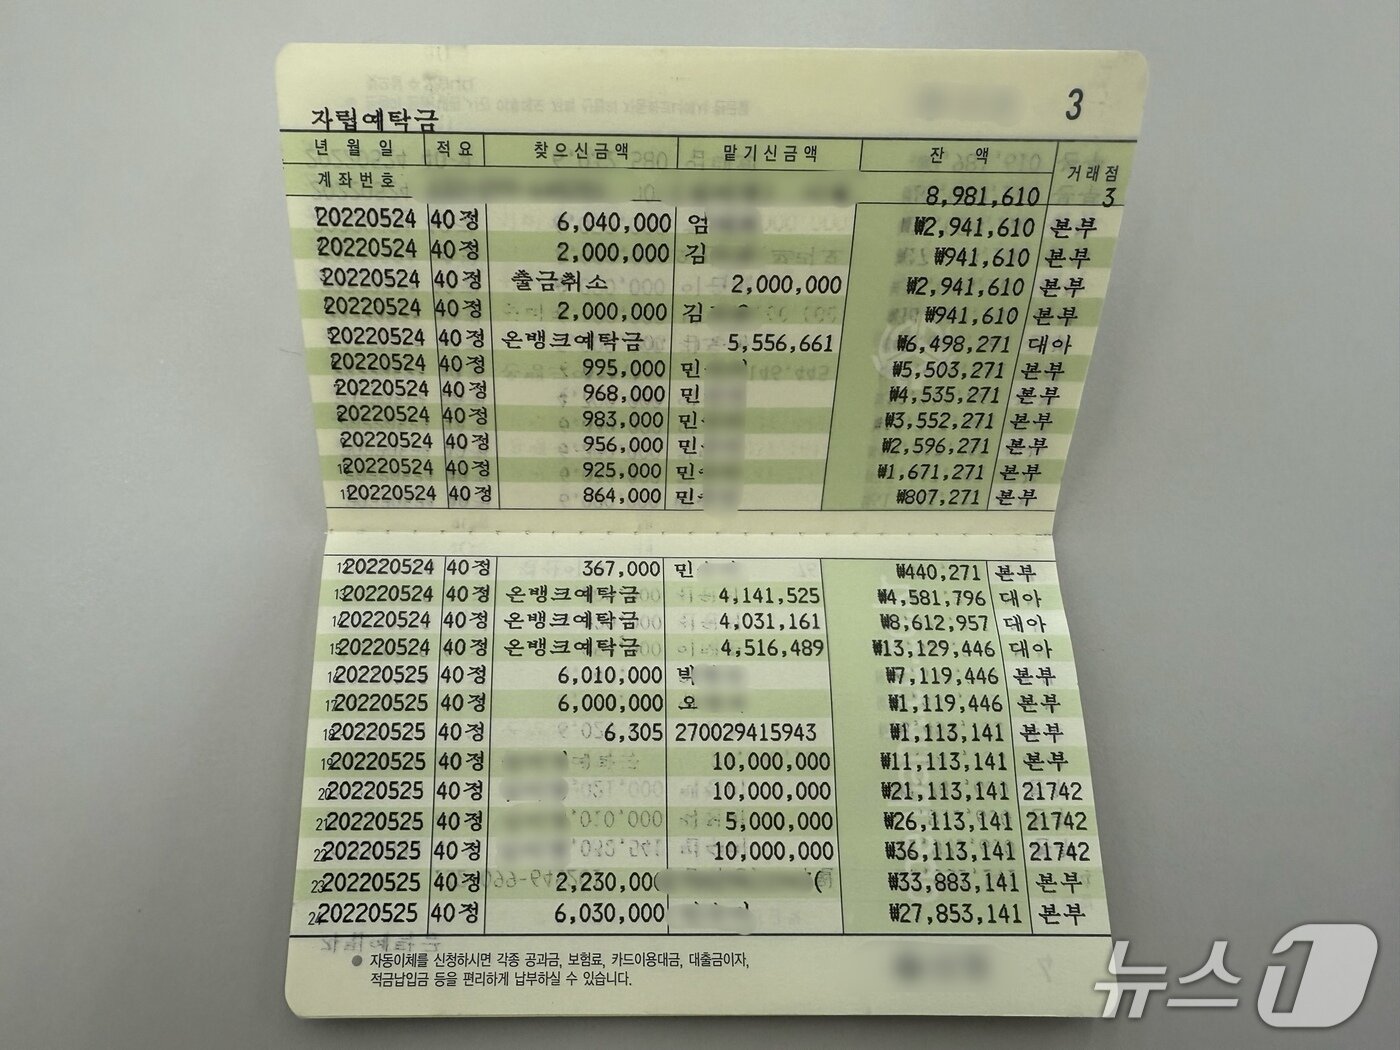 3
자립예탁금
년 월 일 적 요 찾으신금액 맡기신금액 잔 액 거래점
계좌번호 8,981,610 3
20220524 40정 6,040,000 엄 ₩2,941,610 본부
20220524 40정 2,000,000 김 ₩941,610 본부
3 20220524 40정 출금취소 2,000,000 ₩2,941,610 본부
20220524 40정 2,000,000 김 ₩941,610 본부
20220524 40정 온뱅크예탁금 5,556,661 ₩6,498,271 대아
20220524 40정 995,000 민 ₩5,503,271 본부
20220524 40정 968,000 민 ₩4,535,271 본부
20220524 40정 983,000 민 ₩3,552,271 본부
20220524 40정 956,000 민 ₩2,596,271 본부
10 20220524 40정 925,000 민 ₩1,671,271 본부
11 20220524 40정 864,000 민 ₩807,271 본부
12 20220524 40정 367,000 민 ₩440,271 본부
13 20220524 40정 온뱅크예탁금 4,141,525 ₩4,581,796 대아
14 20220524 40정 온뱅크예탁금 4,031,161 ₩8,612,957 대아
15 20220524 40정 온뱅크예탁금 4,516,489 ₩13,129,446 대아
16 20220525 40정 6,010,000 박 ₩7,119,446 본부
17 20220525 40정 6,000,000 오 ₩1,119,446 본부
18 20220525 40정 6,305 270029415943 ₩1,113,141 본부
19 20220525 40정 10,000,000 ₩11,113,141 본부
20 20220525 40정 10,000,000 ₩21,113,141 21742
21 20220525 40정 5,000,000 ₩26,113,141 21742
22 20220525 40정 10,000,000 ₩36,113,141 21742
23 20220525 40정 2,230,000 ( ₩33,883,141 본부
24 20220525 40정 6,030,000 ₩27,853,141 본부
● 자동이체를 신청하시면 각종 공과금, 보험료, 카드이용대금, 대출금이자,
적금납입금 등을 편리하게 납부하실 수 있습니다.
뉴스1